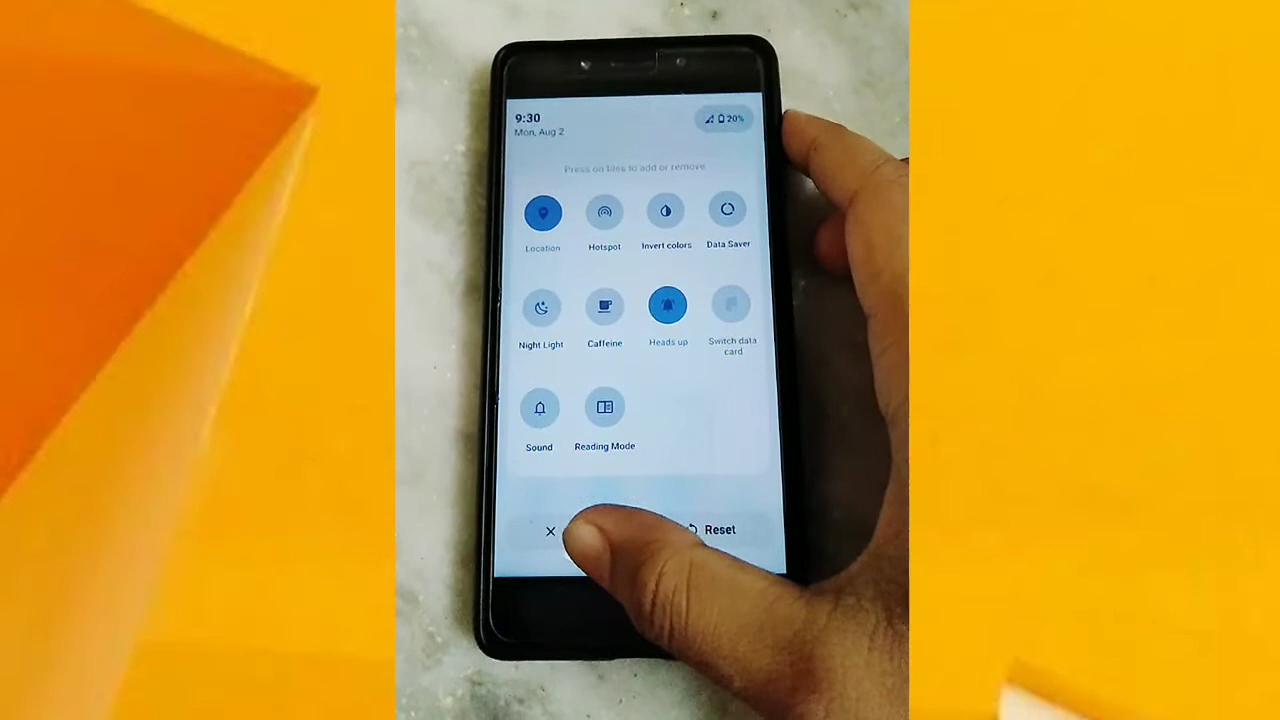 9:30
20%
Mon, Aug 2
Press on tiles to add or remove
Location
Hotspot
Invert colors
Data Saver
Night Light
Caffeine
Heads up
Switch data
card
Sound
Reading Mode
Reset